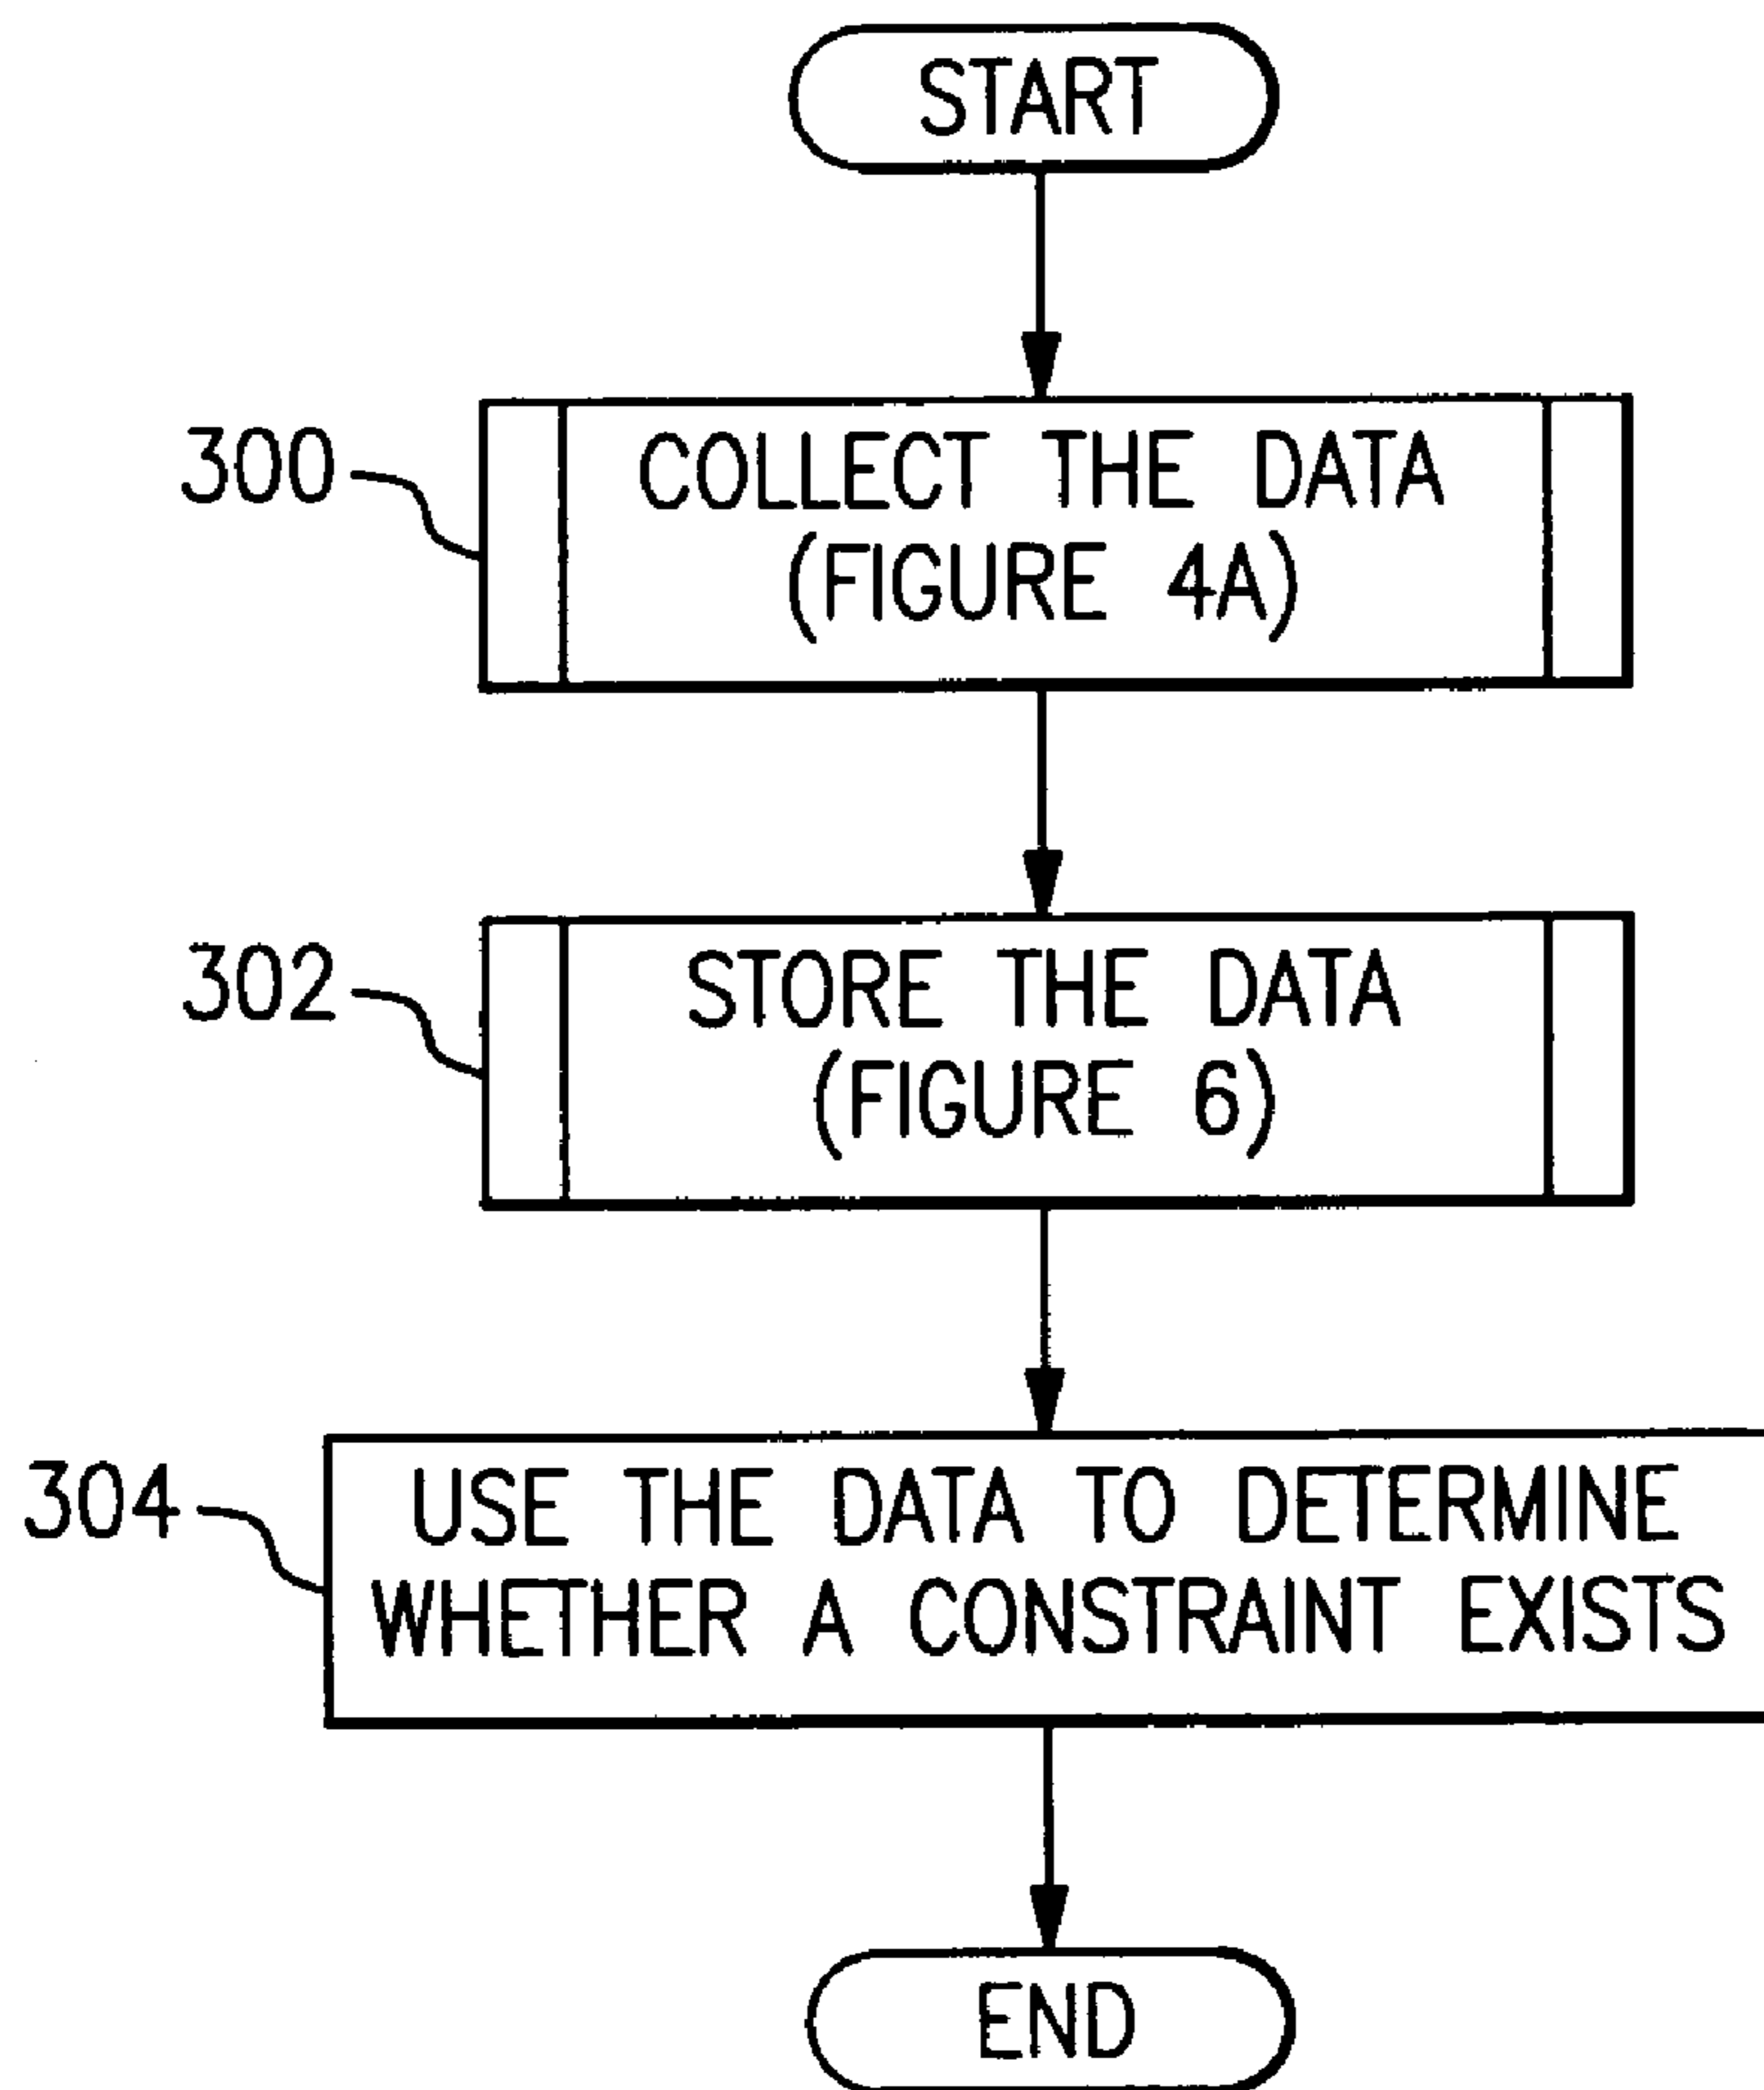 START
300
COLLECT THE DATA
(FIGURE 4A)
302
STORE THE DATA
(FIGURE 6)
304
USE THE DATA TO DETERMINE
WHETHER A CONSTRAINT EXISTS
END